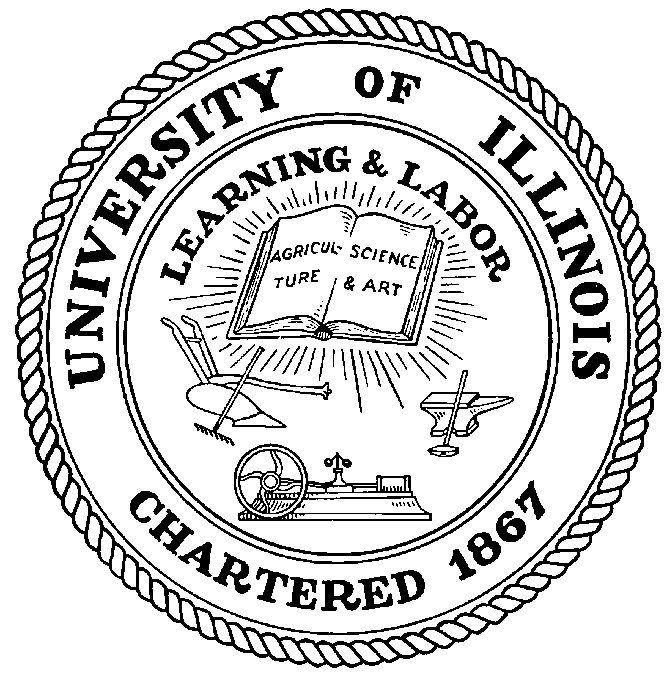 UNIVERSITY OF ILLINOIS
LEARNING & LABOR
AGRICUL-
TURE
SCIENCE
& ART
CHARTERED 1867